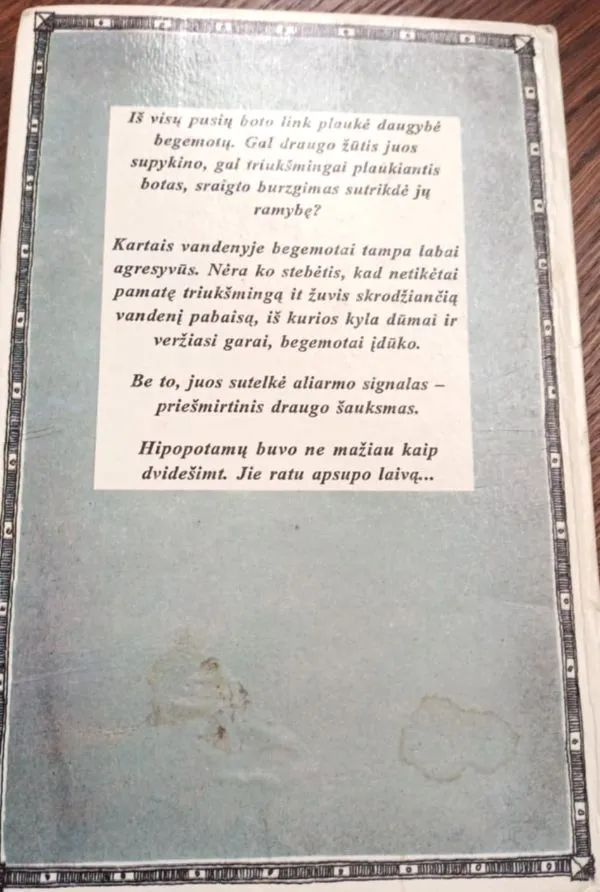 Iš visų pusių boto link plaukė daugybė
begemotų. Gal draugo žūtis juos
supykino, gal triukšmingai plaukiantis
botas, sraigto burzgimas sutrikdė jų
ramybę?
Kartais vandenyje begemotai tampa labai
agresyvūs. Nėra ko stebėtis, kad netikėtai
pamatę triukšmingą it žuvis skrodžiančią
vandenį pabaisą, iš kurios kyla dūmai ir
veržiasi garai, begemotai įdūko.
Be to, juos sutelkė aliarmo signalas –
priešmirtinis draugo šauksmas.
Hipopotamų buvo ne mažiau kaip
dvidešimt. Jie ratu apsupo laivą...